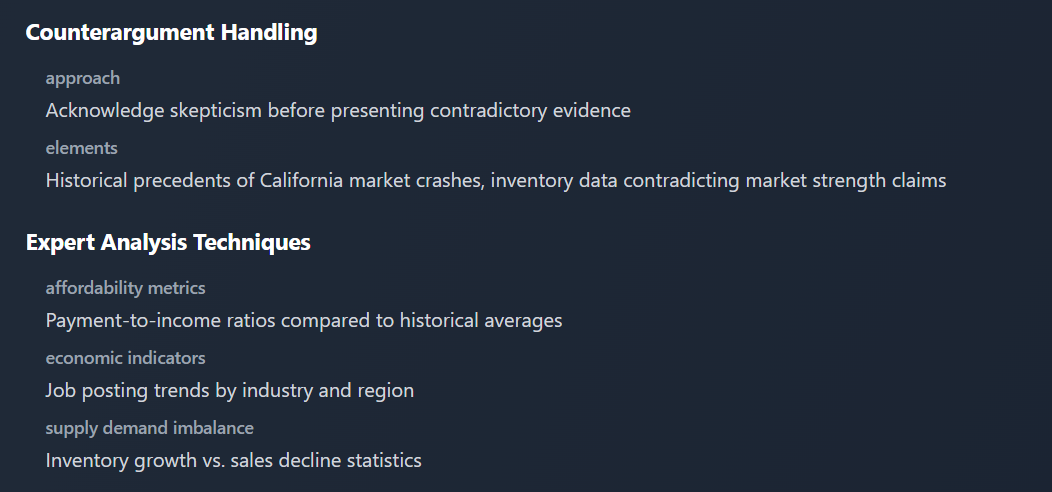 Counterargument Handling
approach
Acknowledge skepticism before presenting contradictory evidence
elements
Historical precedents of California market crashes, inventory data contradicting market strength claims
Expert Analysis Techniques
affordability metrics
Payment-to-income ratios compared to historical averages
economic indicators
Job posting trends by industry and region
supply demand imbalance
Inventory growth vs. sales decline statistics